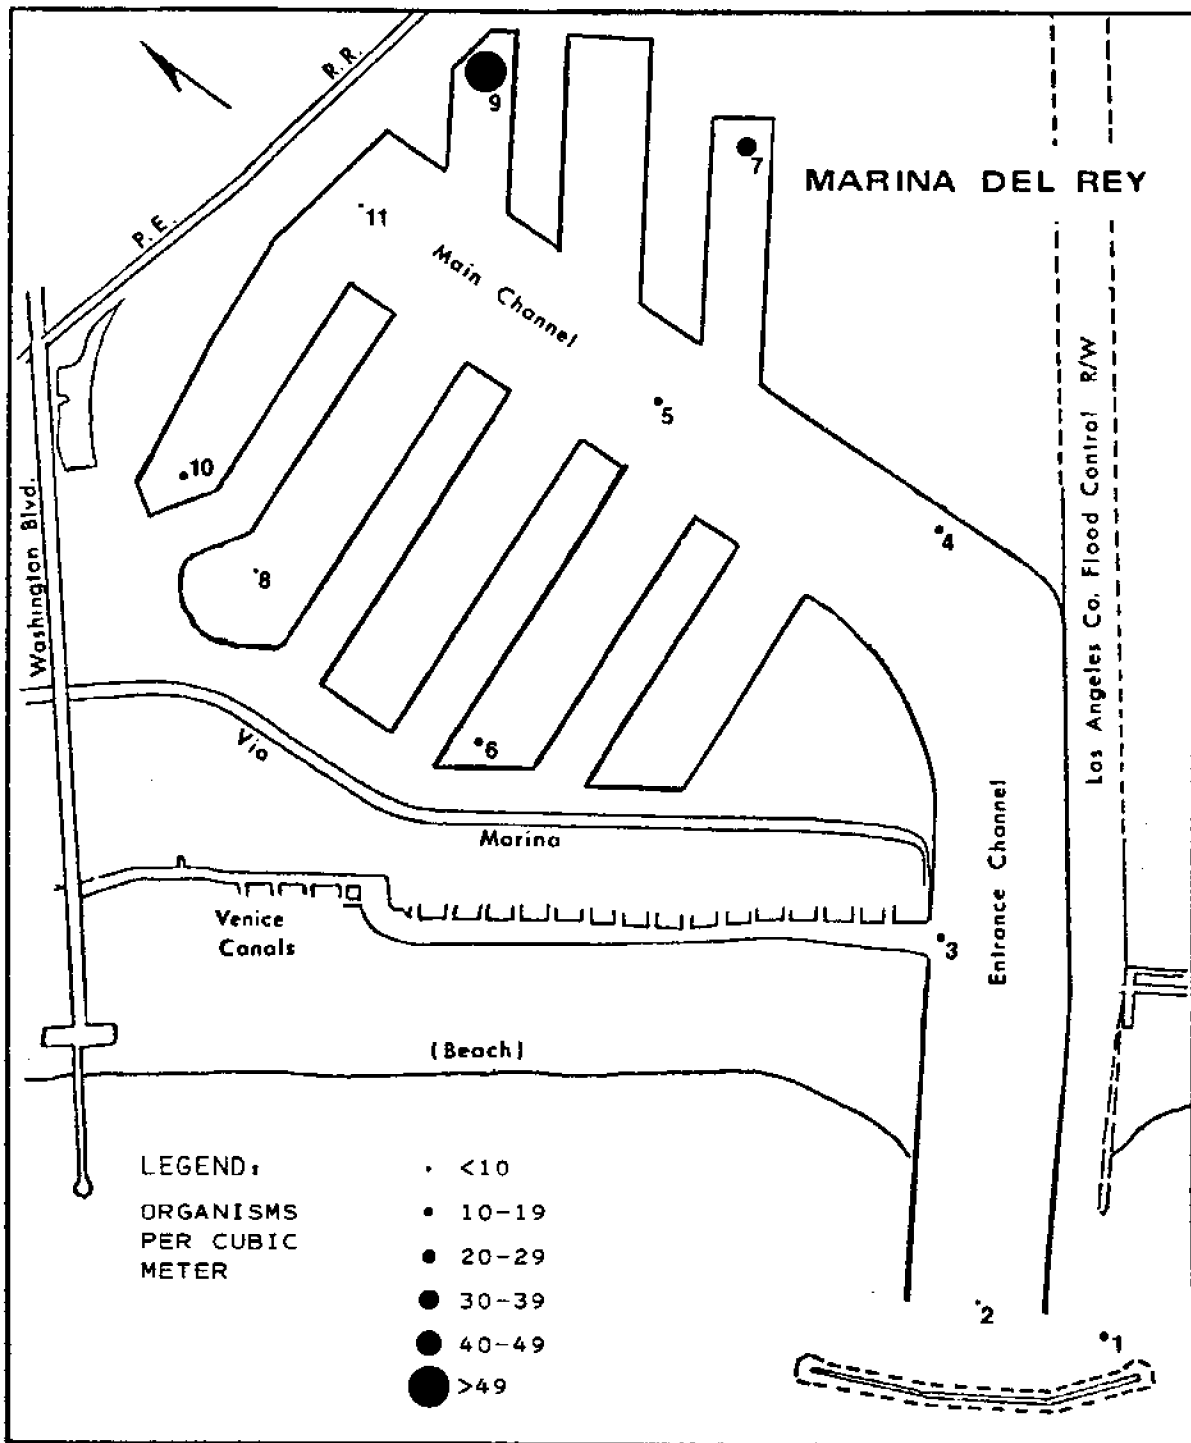 R.R.
9
7
MARINA DEL REY
11
P.E.
Main Channel
5
10
4
8
Washington Blvd.
Los Angeles Co. Flood Control R/W
6
Via
Marina
Entrance Channel
Venice
Canals
3
(Beach)
LEGEND:
ORGANISMS
PER CUBIC
METER
<10
10-19
20-29
30-39
40-49
>49
2
1